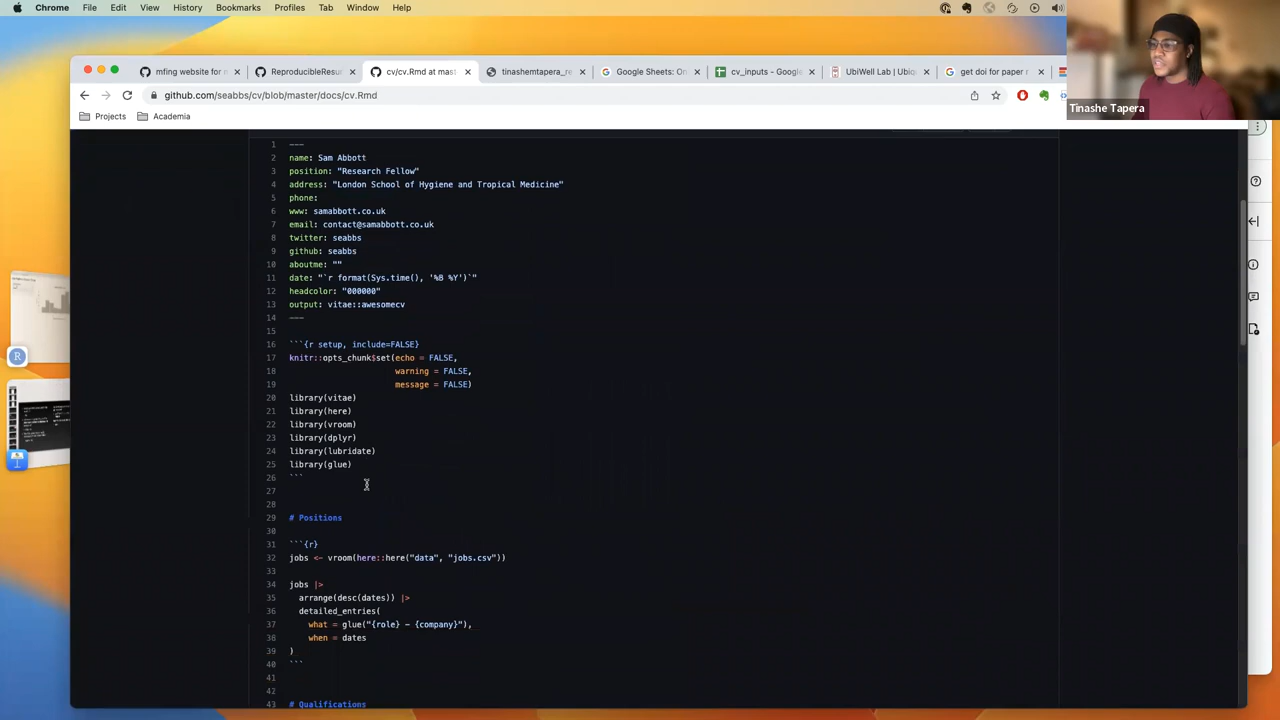 Chrome File Edit View History Bookmarks Profiles Tab Window Help
mfing website for r
ReproducibleResu
cv/cv.Rmd at mast
tinashemtapera_re
Google Sheets: On
cv_inputs – Google
UbiWell Lab | Ubiq
get doi for paper r
Tinashe Tapera
github.com/seabbs/cv/blob/master/docs/cv.Rmd
Projects Academia
1 ---
2 name: Sam Abbott
3 position: "Research Fellow"
4 address: "London School of Hygiene and Tropical Medicine"
5 phone:
6 www: samabbott.co.uk
7 email: contact@samabbott.co.uk
8 twitter: seabbs
9 github: seabbs
10 aboutme: ""
11 date: "`r format(Sys.time(), '%B %Y')`"
12 headcolor: "000000"
13 output: vitae::awesomecv
14 ---
15
16 ```{r setup, include=FALSE}
17 knitr::opts_chunk$set(echo = FALSE,
18 warning = FALSE,
19 message = FALSE)
20 library(vitae)
21 library(here)
22 library(vroom)
23 library(dplyr)
24 library(lubridate)
25 library(glue)
26 ```
27
28
29 # Positions
30
31 ```{r}
32 jobs <- vroom(here::here("data", "jobs.csv"))
33
34 jobs |>
35 arrange(desc(dates)) |>
36 detailed_entries(
37 what = glue("{role} - {company}"),
38 when = dates
39 )
40 ```
41
42
43 # Qualifications
R